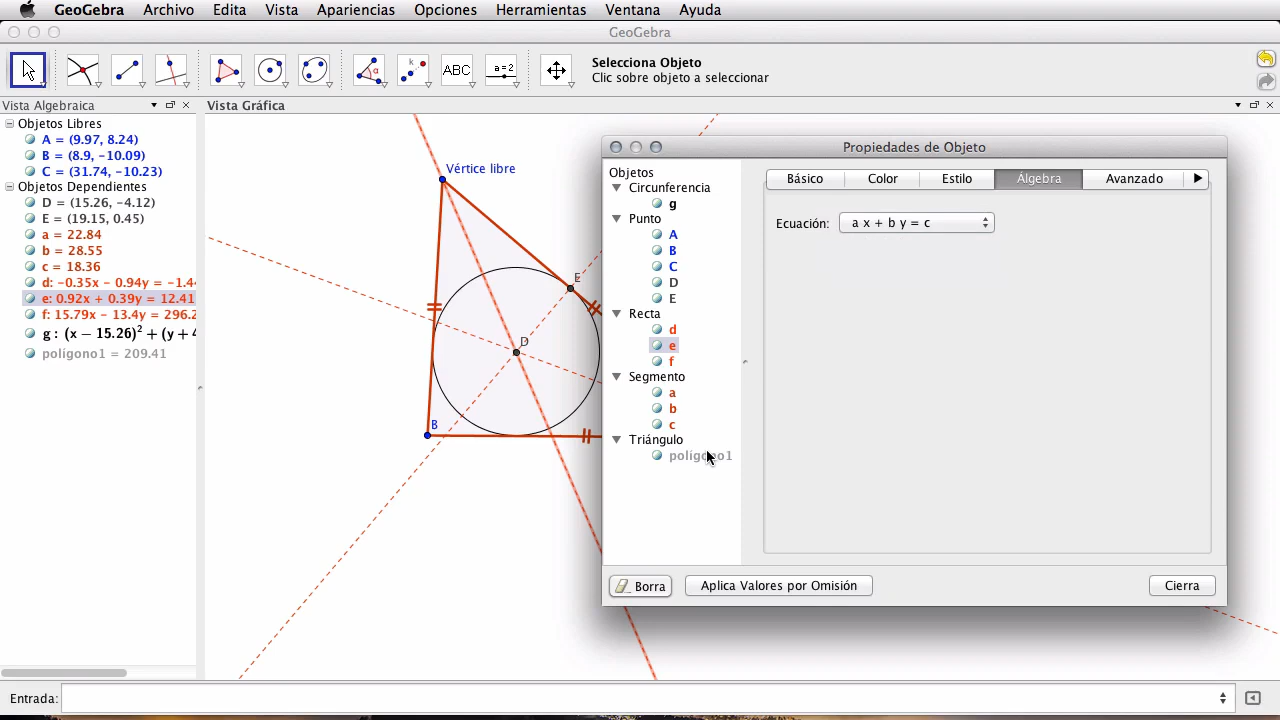 GeoGebra Archivo Edita Vista Apariencias Opciones Herramientas Ventana Ayuda
GeoGebra
k
α
ABC
a=2
Selecciona Objeto
Clic sobre objeto a seleccionar
Vista Algebraica
Vista Gráfica
Objetos Libres
A = (9.97, 8.24)
B = (8.9, -10.09)
C = (31.74, -10.23)
Objetos Dependientes
D = (15.26, -4.12)
E = (19.15, 0.45)
a = 22.84
b = 28.55
c = 18.36
d: -0.35x - 0.94y = -1.4
e: 0.92x + 0.39y = 12.41
f: 15.79x - 13.4y = 296.2
g: (x - 15.26)² + (y + 4
polígono1 = 209.41
Vértice libre
E
D
B
Propiedades de Objeto
Objetos
Circunferencia
g
Punto
A
B
C
D
E
Recta
d
e
f
Segmento
a
b
c
Triángulo
polígono1
Básico Color Estilo Álgebra Avanzado
Ecuación: a x + b y = c
Borra Aplica Valores por Omisión Cierra
Entrada: